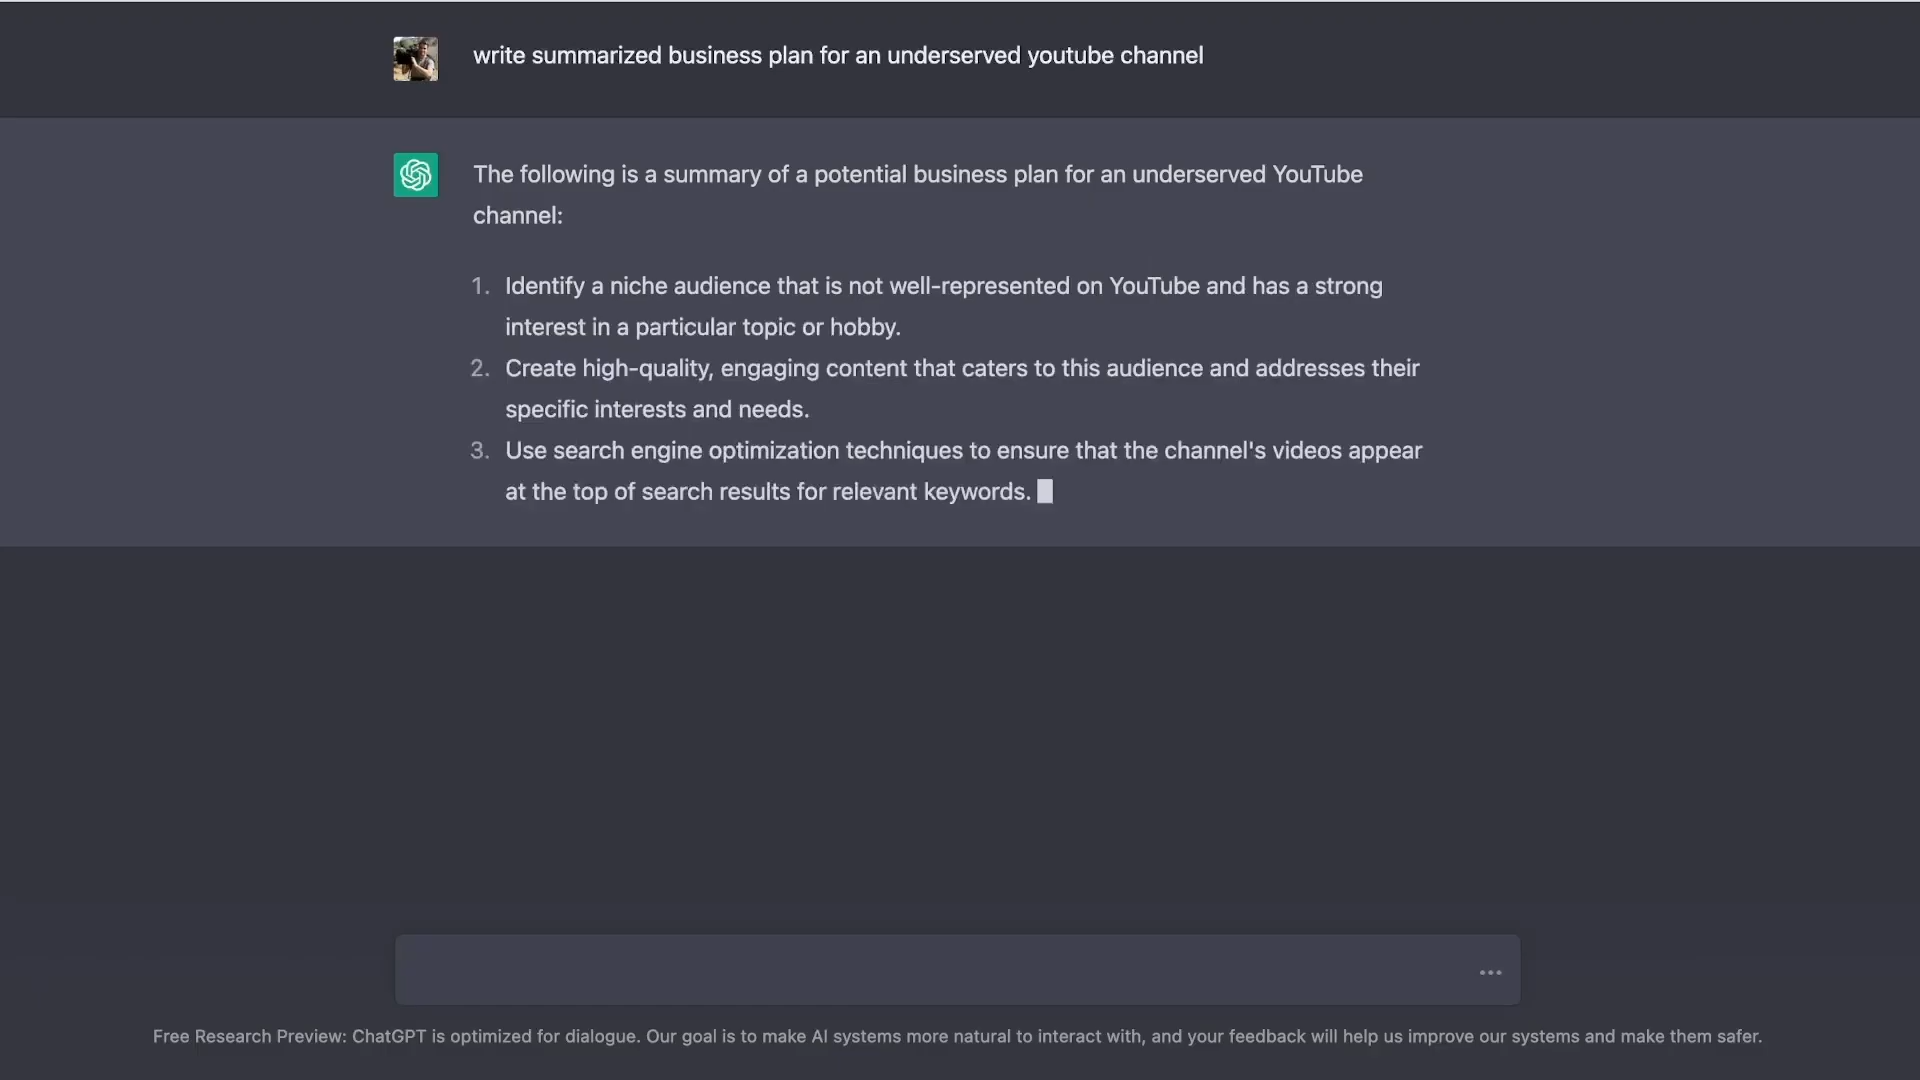 write summarized business plan for an underserved youtube channel
The following is a summary of a potential business plan for an underserved YouTube
channel:
1. Identify a niche audience that is not well-represented on YouTube and has a strong
interest in a particular topic or hobby.
2. Create high-quality, engaging content that caters to this audience and addresses their
specific interests and needs.
3. Use search engine optimization techniques to ensure that the channel's videos appear
at the top of search results for relevant keywords.
Free Research Preview: ChatGPT is optimized for dialogue. Our goal is to make AI systems more natural to interact with, and your feedback will help us improve our systems and make them safer.